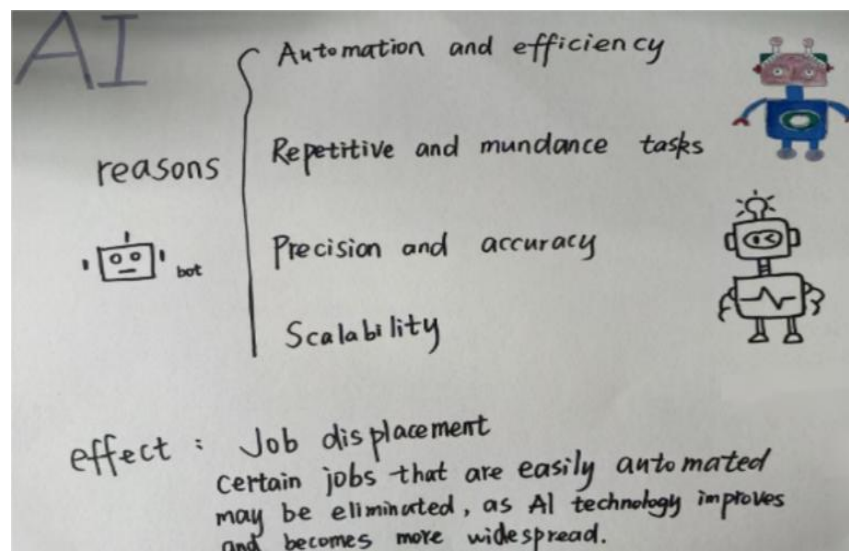 AI
Automation and efficiency
reasons
Repetitive and mundance tasks
bot
Precision and accuracy
Scalability
effect : Job displacement
certain jobs that are easily automated
may be eliminated, as AI technology improves
and becomes more widespread.